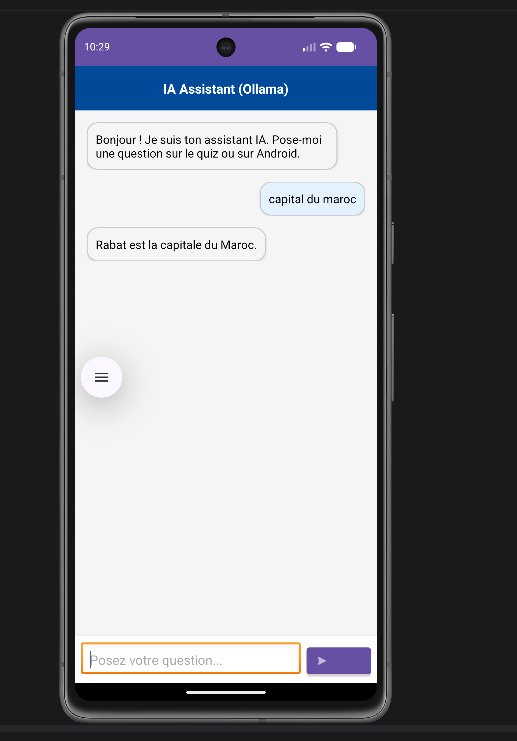 10:29
IA Assistant (Ollama)
Bonjour ! Je suis ton assistant IA. Pose-moi
une question sur le quiz ou sur Android.
capital du maroc
Rabat est la capitale du Maroc.
Posez votre question...